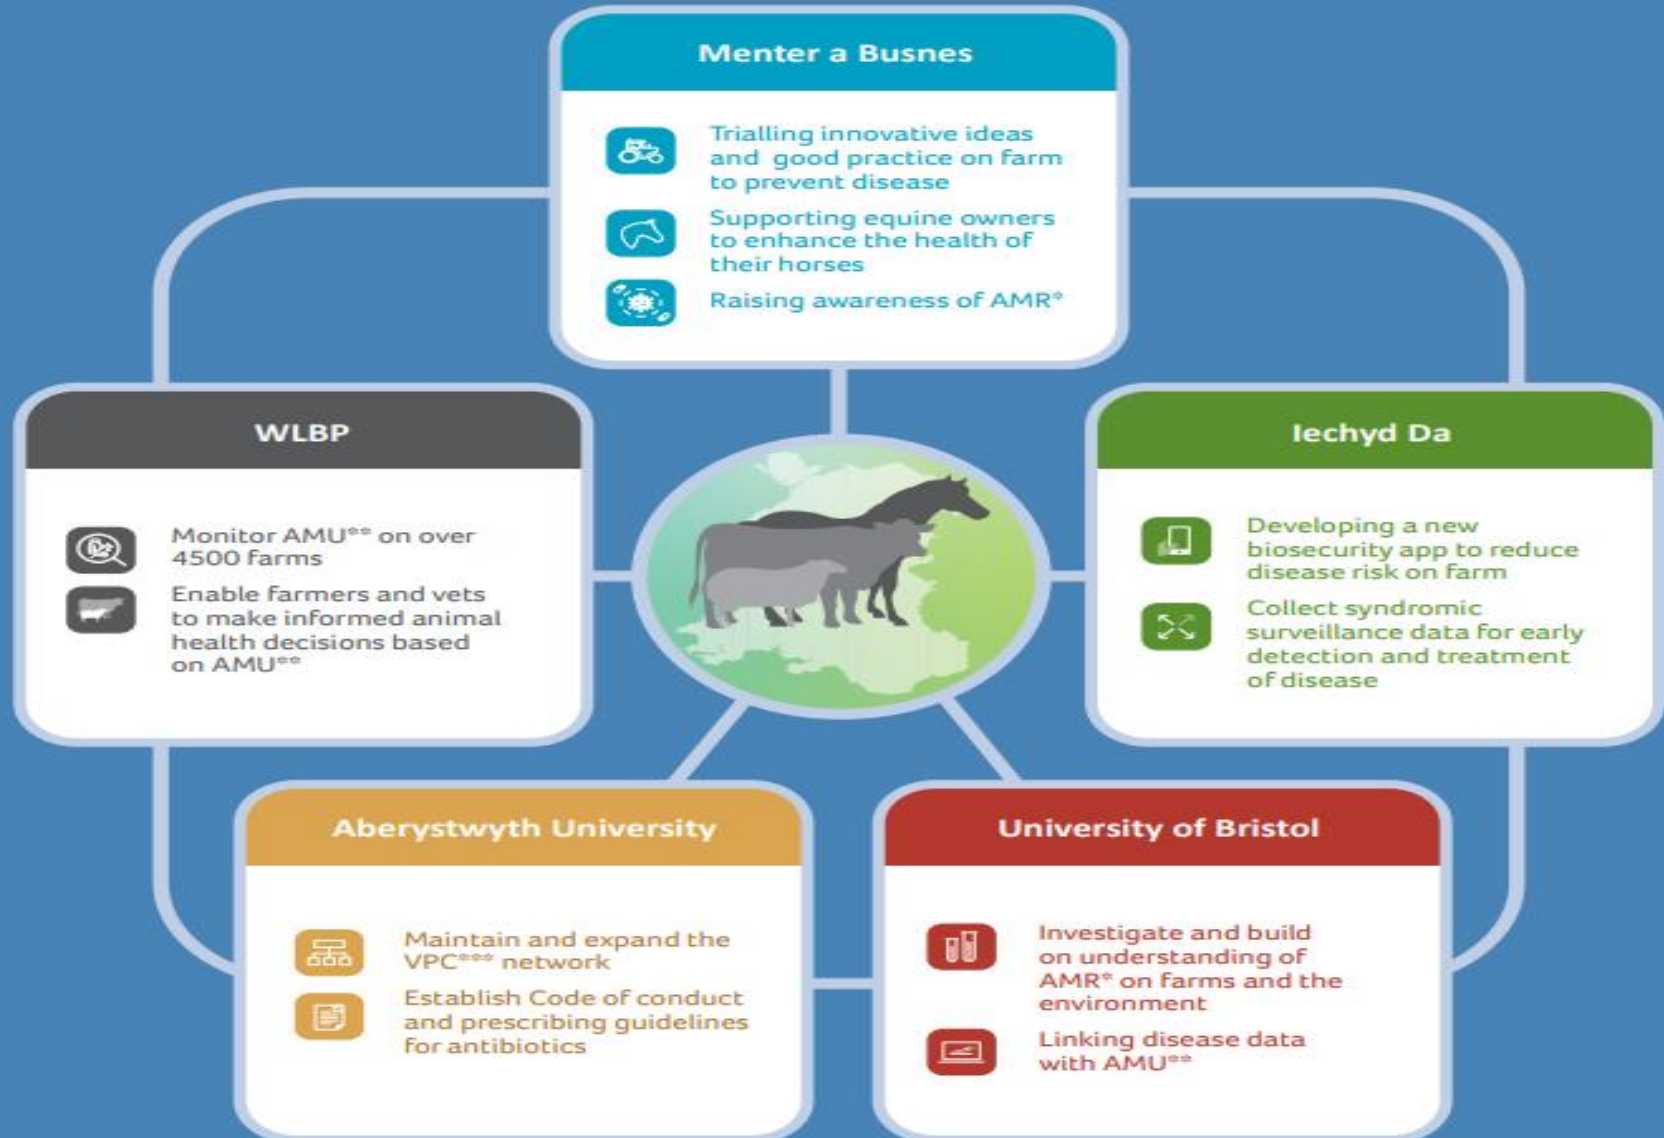 Menter a Busnes
Trialling innovative ideas
and good practice on farm
to prevent disease
Supporting equine owners
to enhance the health of
their horses
Raising awareness of AMR*
WLBP
Monitor AMU** on over
4500 farms
Enable farmers and vets
to make informed animal
health decisions based
on AMU**
Iechyd Da
Developing a new
biosecurity app to reduce
disease risk on farm
Collect syndromic
surveillance data for early
detection and treatment
of disease
Aberystwyth University
Maintain and expand the
VPC*** network
Establish Code of conduct
and prescribing guidelines
for antibiotics
University of Bristol
Investigate and build
on understanding of
AMR* on farms and the
environment
Linking disease data
with AMU**